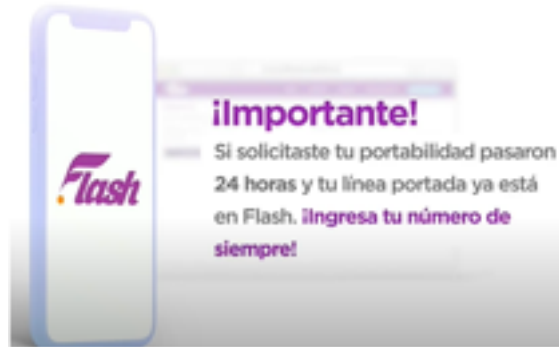 ¡Importante!
Si solicitaste tu portabilidad pasaron
24 horas y tu línea portada ya está
en Flash. ¡Ingresa tu número de
siempre!
Flash